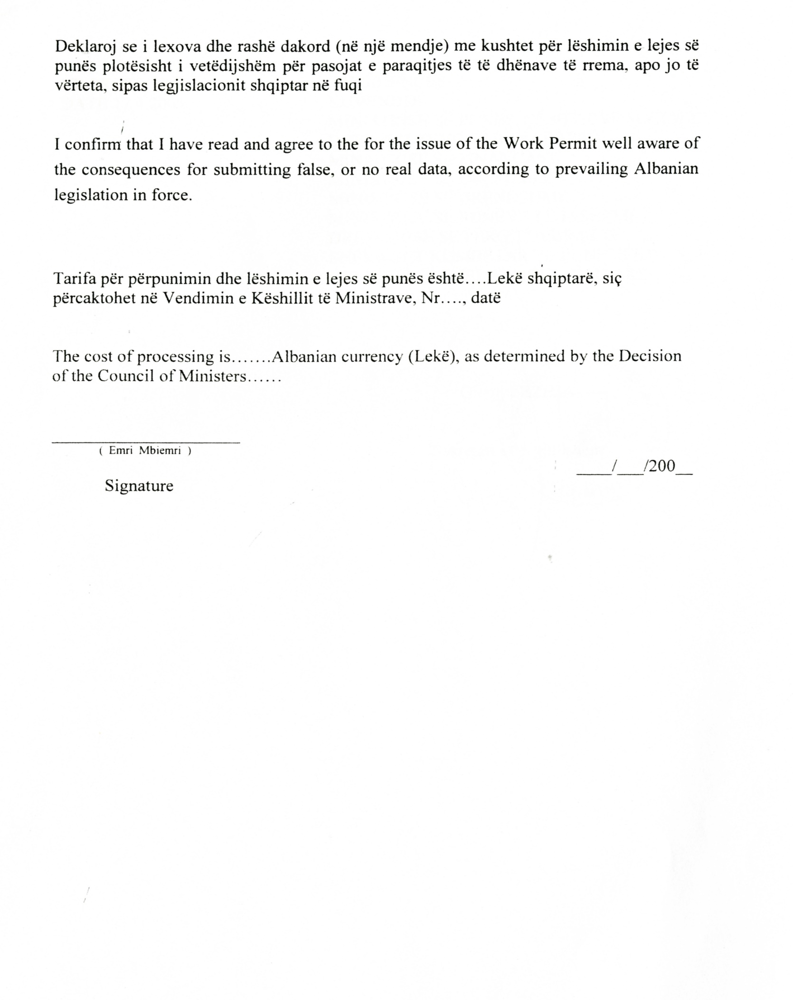 Deklaroj se i lexova dhe rashë dakord (në një mendje) me kushtet për lëshimin e lejes së
punës plotësisht i vetëdijshëm për pasojat e paraqitjes të të dhënave të rrema, apo jo të
vërteta, sipas legjislacionit shqiptar në fuqi
I confirm that I have read and agree to the for the issue of the Work Permit well aware of
the consequences for submitting false, or no real data, according to prevailing Albanian
legislation in force.
Tarifa për përpunimin dhe lëshimin e lejes së punës është....Lekë shqiptarë, siç
përcaktohet në Vendimin e Këshillit të Ministrave, Nr...., datë
The cost of processing is.......Albanian currency (Lekë), as determined by the Decision
of the Council of Ministers......
( Emri Mbiemri )
____/___/200__
Signature